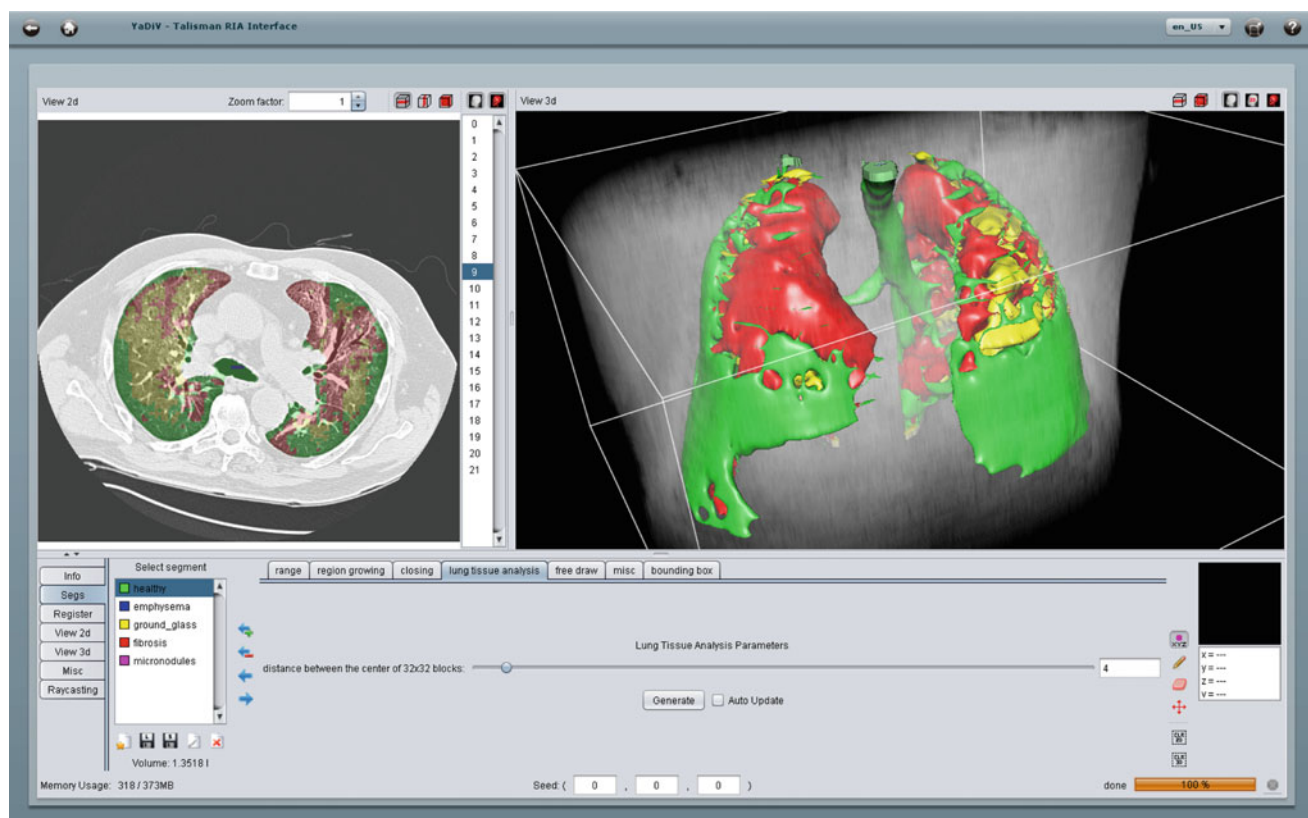 YaDiV - Talisman RIA Interface
en_US
View 2d Zoom factor: 1
View 3d
0
1
2
3
4
5
6
7
8
9
10
11
12
13
14
15
16
17
18
19
20
21
Info
Segs
Register
View 2d
View 3d
Misc
Raycasting
Select segment
healthy
emphysema
ground_glass
fibrosis
micronodules
Volume: 1.3518 l
range region growing closing lung tissue analysis free draw misc bounding box
Lung Tissue Analysis Parameters
distance between the center of 32x32 blocks: 4
Generate Auto Update
XYZ
x = ---
y = ---
z = ---
v = ---
Memory Usage: 318 / 373MB
Seed: ( 0 , 0 , 0 )
done 100 %